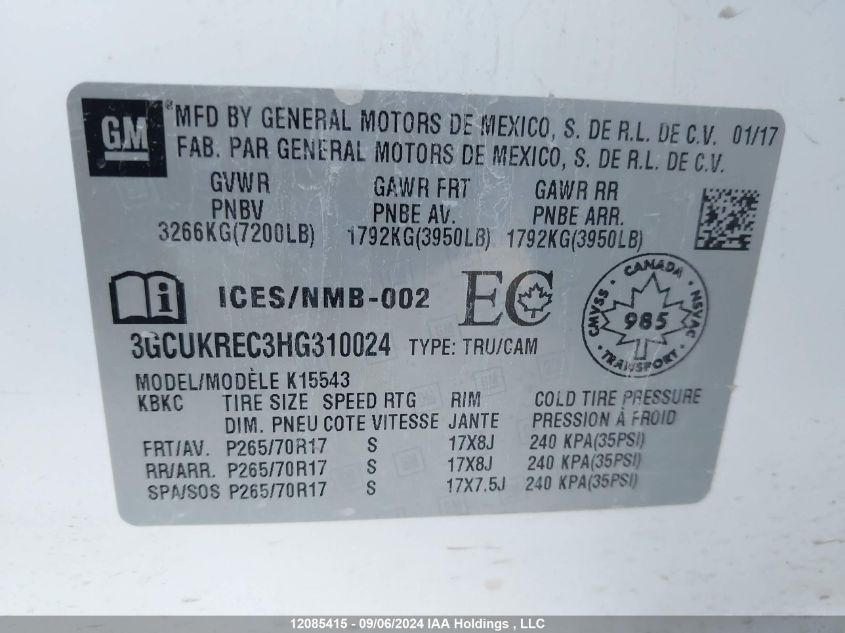 GM ® MFD BY GENERAL MOTORS DE MEXICO, S. DE R.L. DE C.V. 01/17
FAB. PAR GENERAL MOTORS DE MEXICO, S. DE R.L. DE C.V.
GVWR GAWR FRT GAWR RR
PNBV PNBE AV. PNBE ARR.
3266KG(7200LB) 1792KG(3950LB) 1792KG(3950LB)
i ICES/NMB-002 EC
CANADA
CMVSS 985 NSVAC
TRANSPORT
3GCUKREC3HG310024 TYPE: TRU/CAM
MODEL/MODÈLE K15543
KBKC TIRE SIZE SPEED RTG RIM COLD TIRE PRESSURE
DIM. PNEU COTE VITESSE JANTE PRESSION À FROID
FRT/AV. P265/70R17 S 17X8J 240 KPA(35PSI)
RR/ARR. P265/70R17 S 17X8J 240 KPA(35PSI)
SPA/SOS P265/70R17 S 17X7.5J 240 KPA(35PSI)
12085415 - 09/06/2024 IAA Holdings , LLC